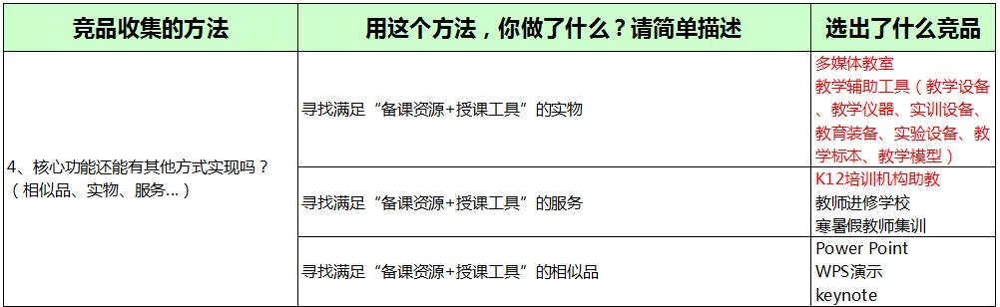 竞品收集的方法
用这个方法，你做了什么？请简单描述
选出了什么竞品
4、核心功能还能有其他方式实现吗？
（相似品、实物、服务...）
寻找满足“备课资源+授课工具”的实物
多媒体教室
教学辅助工具（教学设备
、教学仪器、实训设备、
教育装备、实验设备、教
学标本、教学模型）
寻找满足“备课资源+授课工具”的服务
K12培训机构助教
教师进修学校
寒暑假教师集训
寻找满足“备课资源+授课工具”的相似品
Power Point
WPS演示
keynote